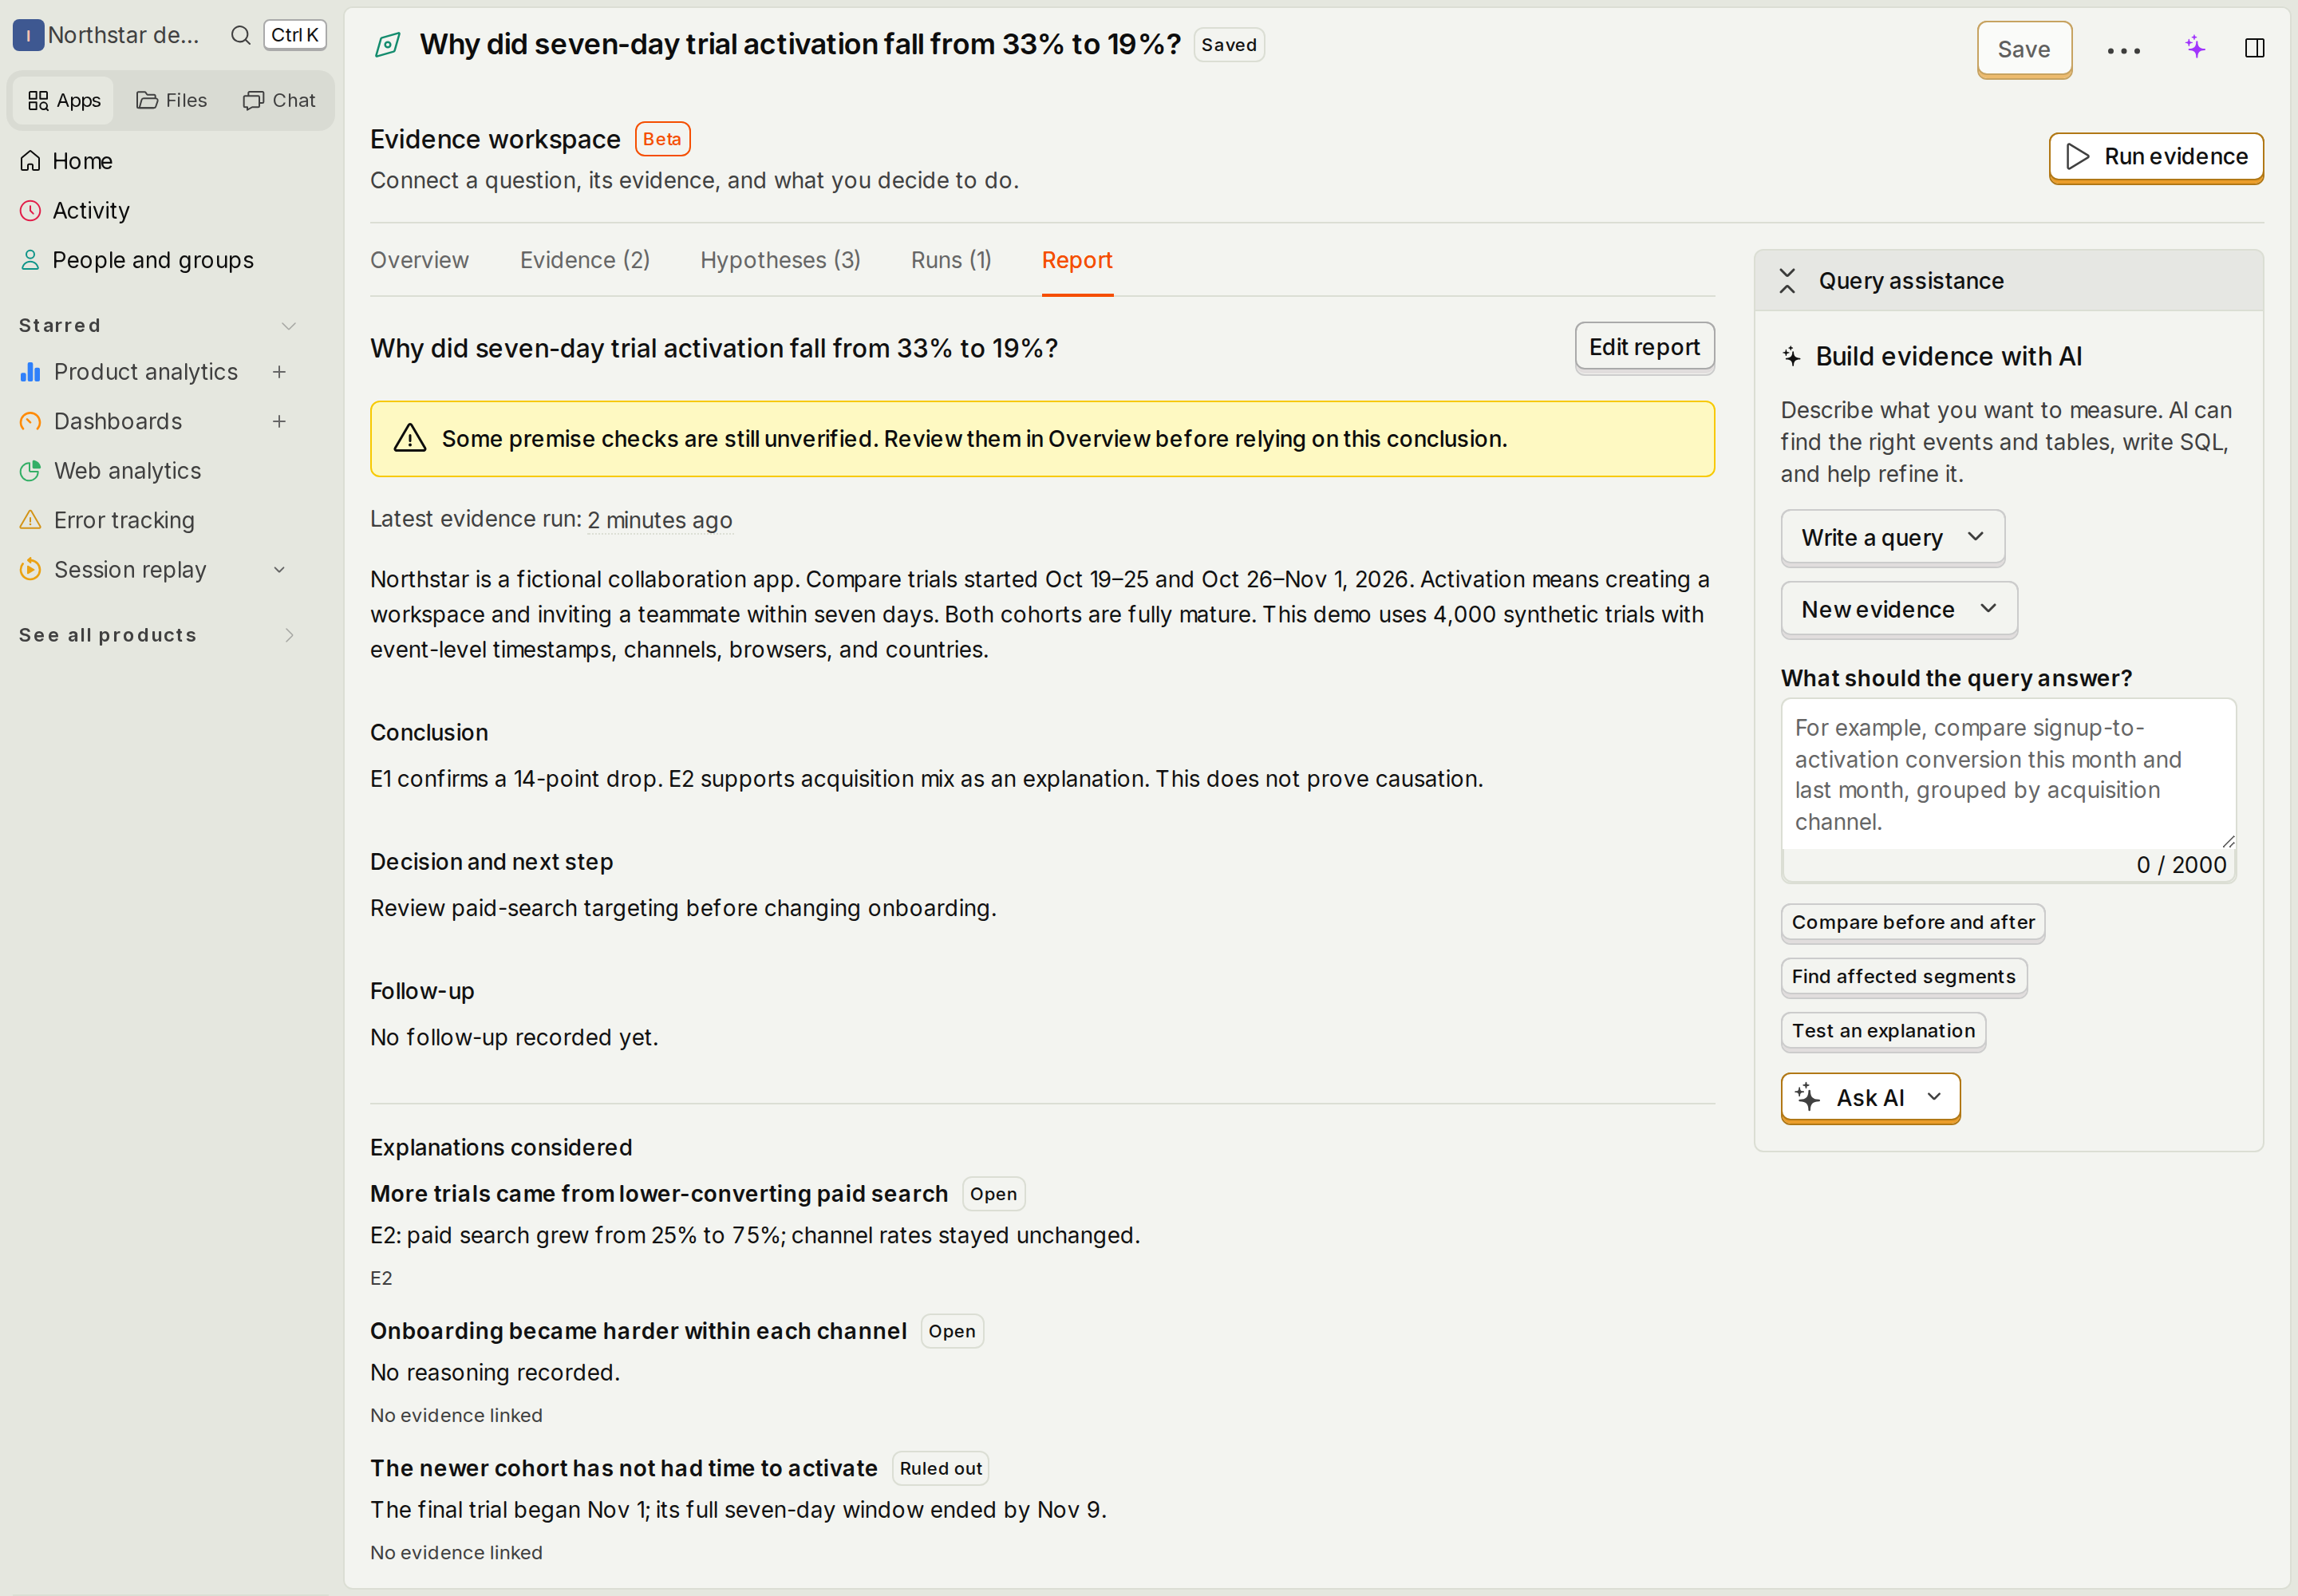 I Northstar de... Ctrl K
Apps Files Chat
Home
Activity
People and groups
Starred
Product analytics
Dashboards
Web analytics
Error tracking
Session replay
See all products
Why did seven-day trial activation fall from 33% to 19%? Saved
Save
Evidence workspace Beta
Connect a question, its evidence, and what you decide to do.
Run evidence
Overview Evidence (2) Hypotheses (3) Runs (1) Report
Why did seven-day trial activation fall from 33% to 19%?
Edit report
Some premise checks are still unverified. Review them in Overview before relying on this conclusion.
Latest evidence run: 2 minutes ago
Northstar is a fictional collaboration app. Compare trials started Oct 19–25 and Oct 26–Nov 1, 2026. Activation means creating a
workspace and inviting a teammate within seven days. Both cohorts are fully mature. This demo uses 4,000 synthetic trials with
event-level timestamps, channels, browsers, and countries.
Conclusion
E1 confirms a 14-point drop. E2 supports acquisition mix as an explanation. This does not prove causation.
Decision and next step
Review paid-search targeting before changing onboarding.
Follow-up
No follow-up recorded yet.
Explanations considered
More trials came from lower-converting paid search Open
E2: paid search grew from 25% to 75%; channel rates stayed unchanged.
E2
Onboarding became harder within each channel Open
No reasoning recorded.
No evidence linked
The newer cohort has not had time to activate Ruled out
The final trial began Nov 1; its full seven-day window ended by Nov 9.
No evidence linked
Query assistance
Build evidence with AI
Describe what you want to measure. AI can
find the right events and tables, write SQL,
and help refine it.
Write a query
New evidence
What should the query answer?
For example, compare signup-to-
activation conversion this month and
last month, grouped by acquisition
channel.
0 / 2000
Compare before and after
Find affected segments
Test an explanation
Ask AI